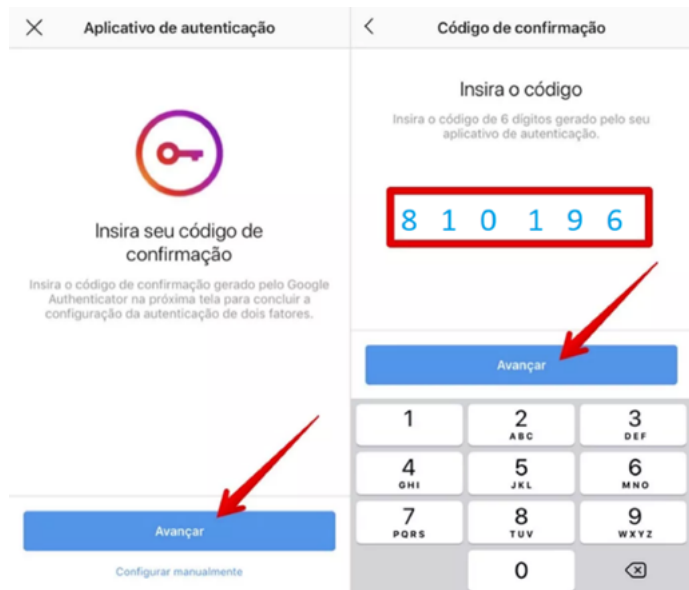 Aplicativo de autenticação
Insira seu código de
confirmação
Insira o código de confirmação gerado pelo Google
Authenticator na próxima tela para concluir a
configuração da autenticação de dois fatores.
Avançar
Configurar manualmente
Código de confirmação
Insira o código
Insira o código de 6 dígitos gerado pelo seu
aplicativo de autenticação.
8 1 0 1 9 6
Avançar
1 2 3
ABC DEF
4 5 6
GHI JKL MNO
7 8 9
PQRS TUV WXYZ
0